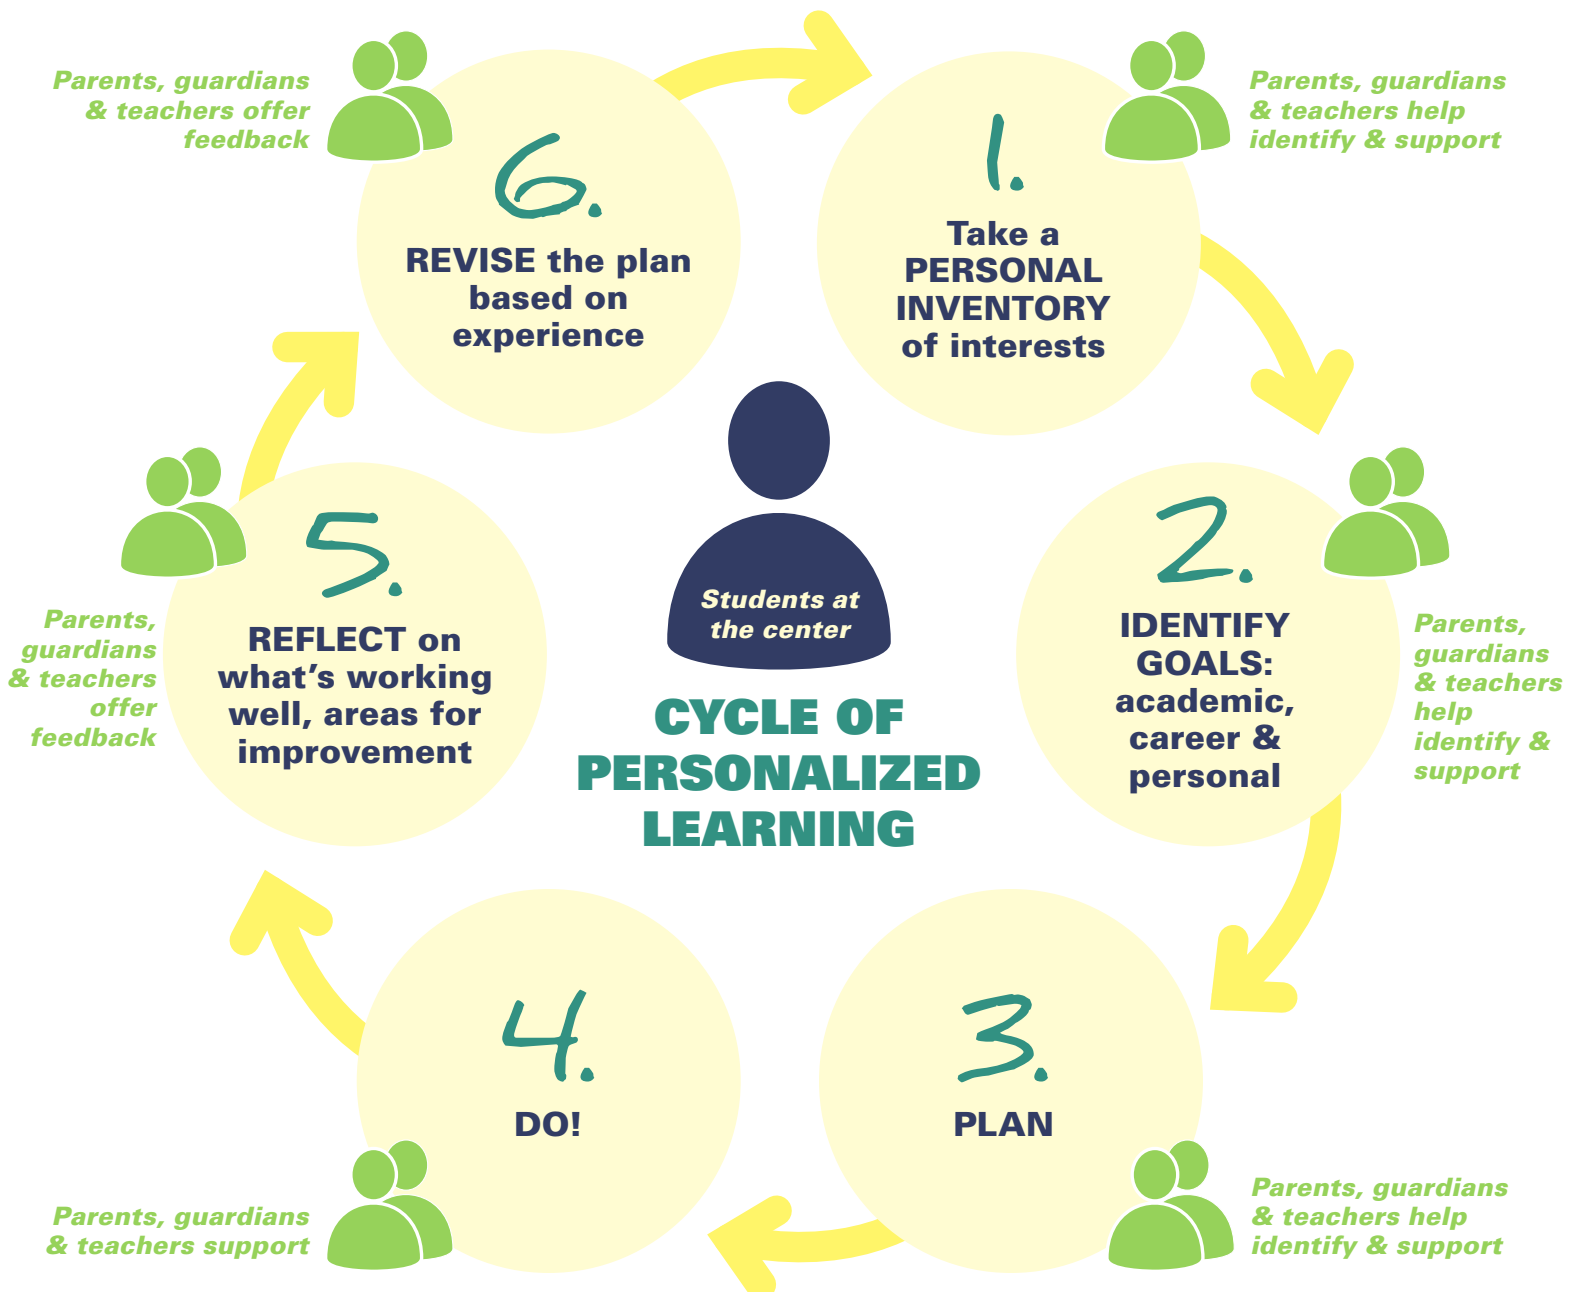 Parents, guardians
& teachers offer
feedback
6.
REVISE the plan
based on
experience
1.
Take a
PERSONAL
INVENTORY
of interests
Parents, guardians
& teachers help
identify & support
2.
IDENTIFY
GOALS:
academic,
career &
personal
Parents,
guardians
& teachers
help
identify &
support
3.
PLAN
Parents, guardians
& teachers help
identify & support
4.
DO!
Parents, guardians
& teachers support
5.
REFLECT on
what’s working
well, areas for
improvement
Parents,
guardians
& teachers
offer
feedback
Students at
the center
CYCLE OF
PERSONALIZED
LEARNING